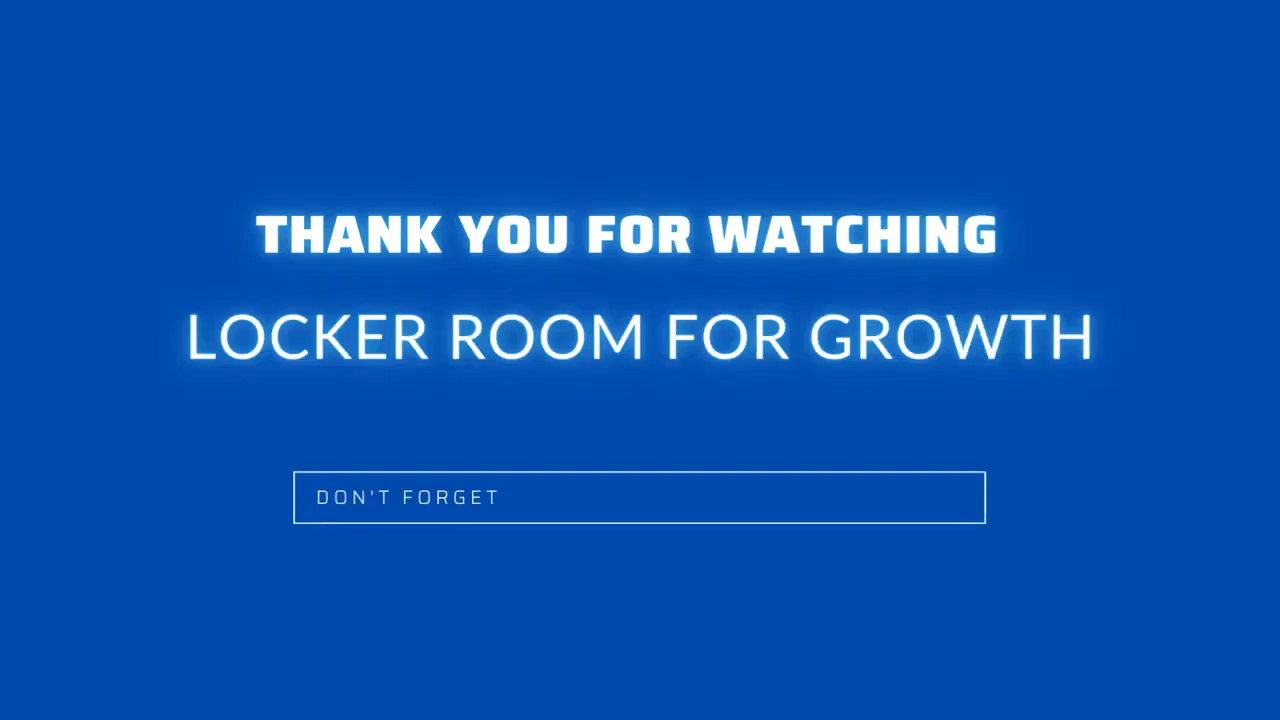 THANK YOU FOR WATCHING
LOCKER ROOM FOR GROWTH
DON'T FORGET